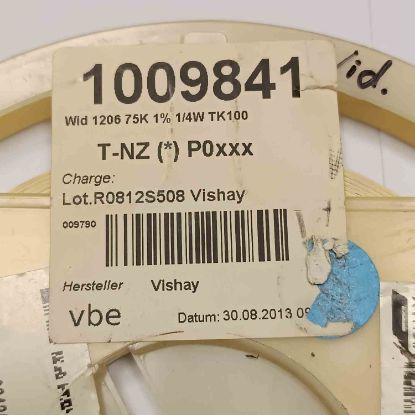 1009841
Wid 1206 75K 1% 1/4W TK100
T-NZ (*) P0xxx
Charge:
Lot.R0812S508 Vishay
009790
Hersteller Vishay
vbe Datum: 30.08.2013